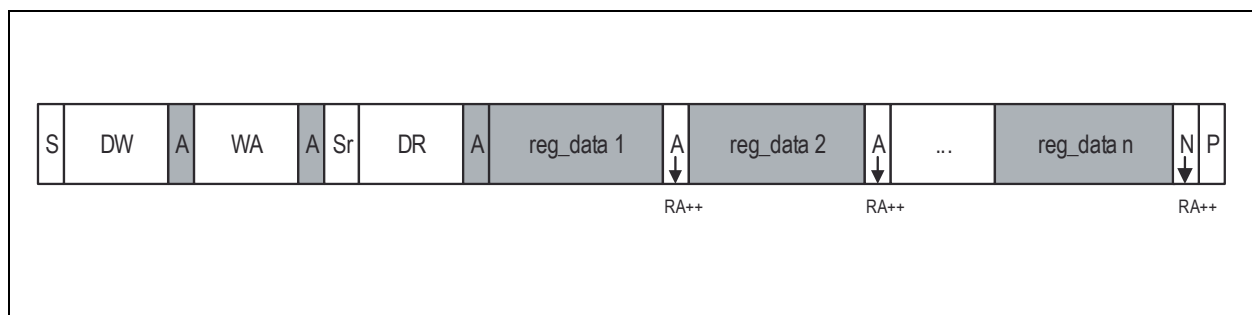 S DW A WA A Sr DR A reg_data 1 A reg_data 2 A ... reg_data n N P
RA++ RA++ RA++